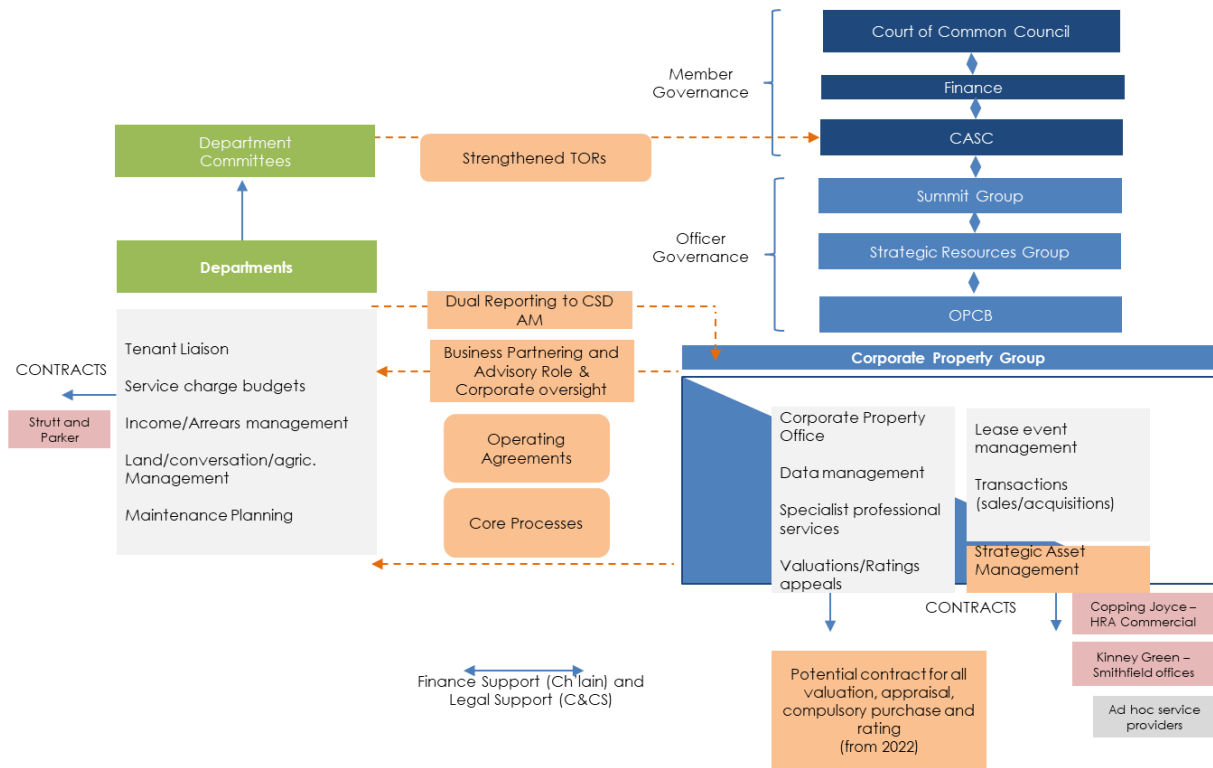 Court of Common Council
Member
Governance
Finance
CASC
Department
Committees
Strengthened TORs
Summit Group
Officer
Governance
Strategic Resources Group
OPCB
Departments
Dual Reporting to CSD
AM
Business Partnering and
Advisory Role &
Corporate oversight
Operating
Agreements
Core Processes
CONTRACTS
Strutt and
Parker
Tenant Liaison
Service charge budgets
Income/Arrears management
Land/conversation/agric.
Management
Maintenance Planning
Corporate Property Group
Corporate Property
Office
Data management
Specialist professional
services
Valuations/Ratings
appeals
Lease event
management
Transactions
(sales/acquisitions)
Strategic Asset
Management
CONTRACTS
Copping Joyce –
HRA Commercial
Kinney Green –
Smithfield offices
Ad hoc service
providers
Finance Support (Ch'lain) and
Legal Support (C&CS)
Potential contract for all
valuation, appraisal,
compulsory purchase and
rating
(from 2022)